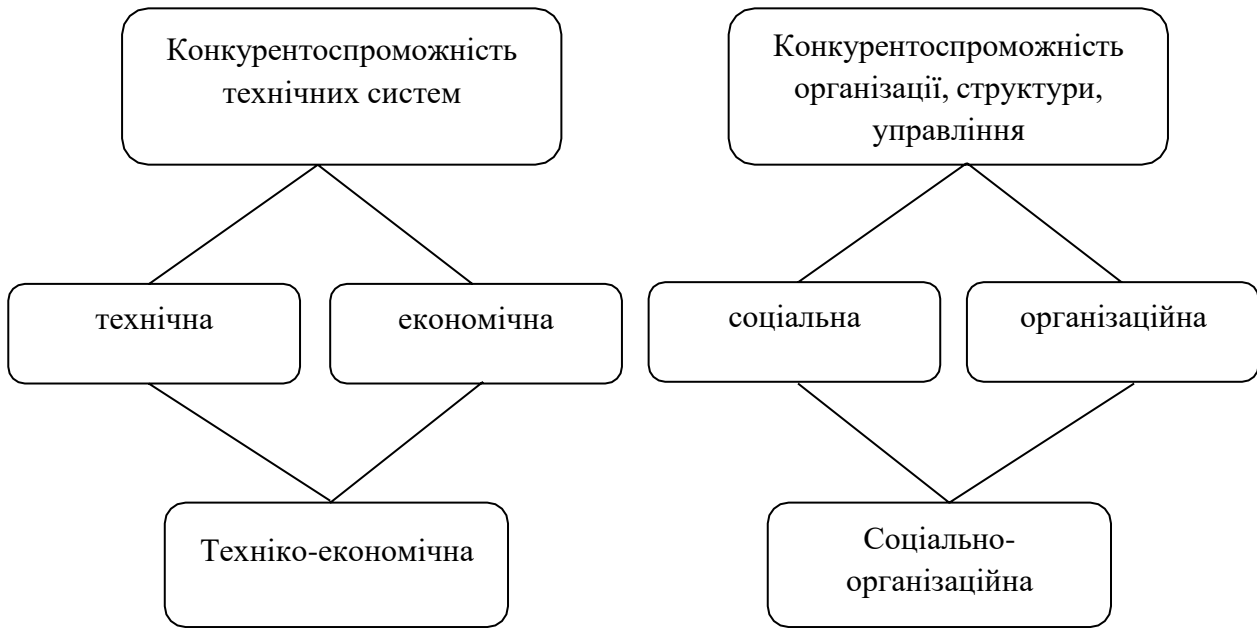 Конкурентоспроможність
технічних систем
Конкурентоспроможність
організації, структури,
управління
технічна
економічна
соціальна
організаційна
Техніко-економічна
Соціально-
організаційна